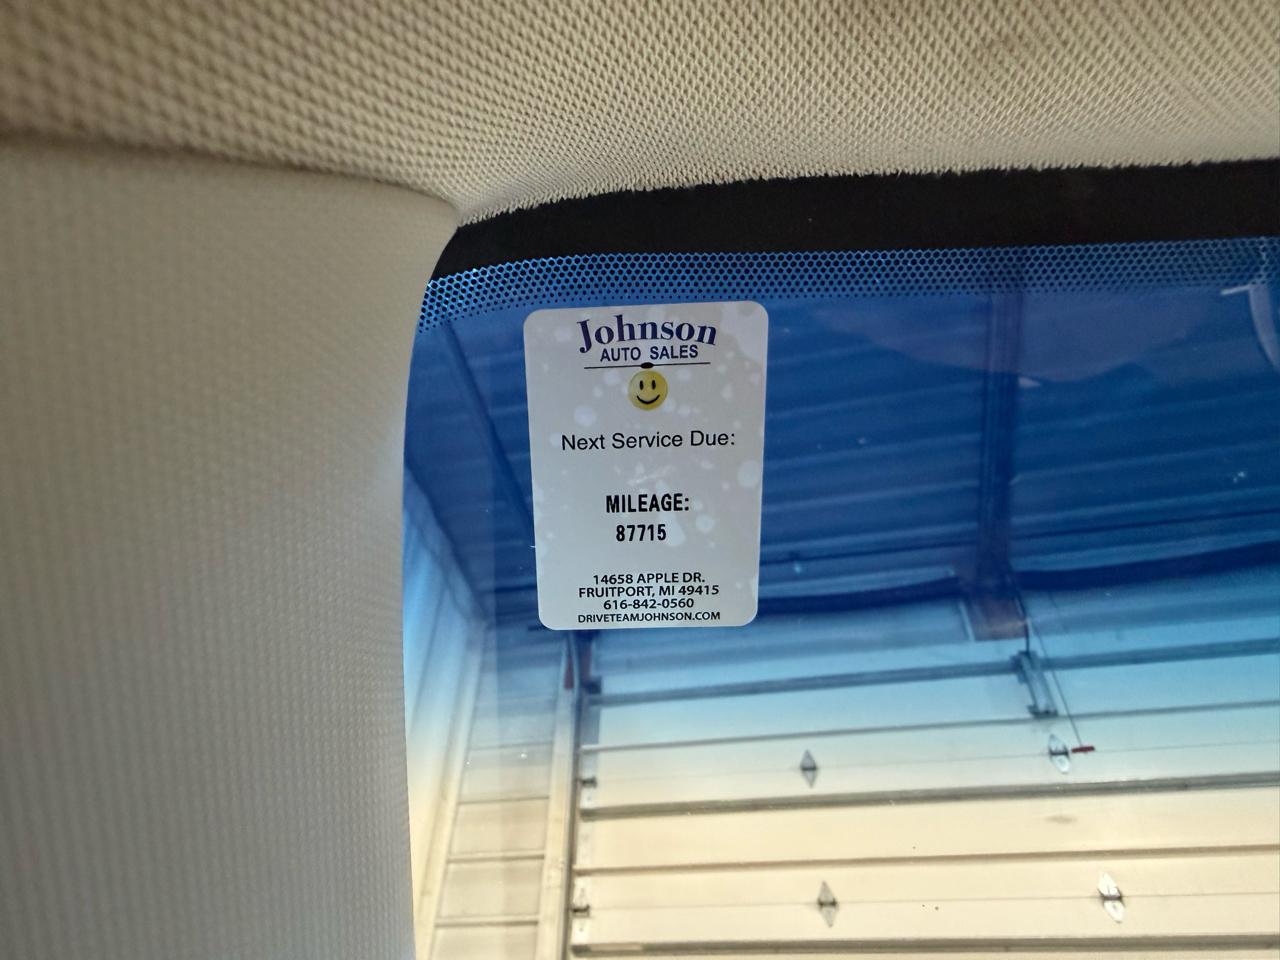 Johnson
AUTO SALES
Next Service Due:
MILEAGE:
87715
14658 APPLE DR.
FRUITPORT, MI 49415
616-842-0560
DRIVETEAMJOHNSON.COM